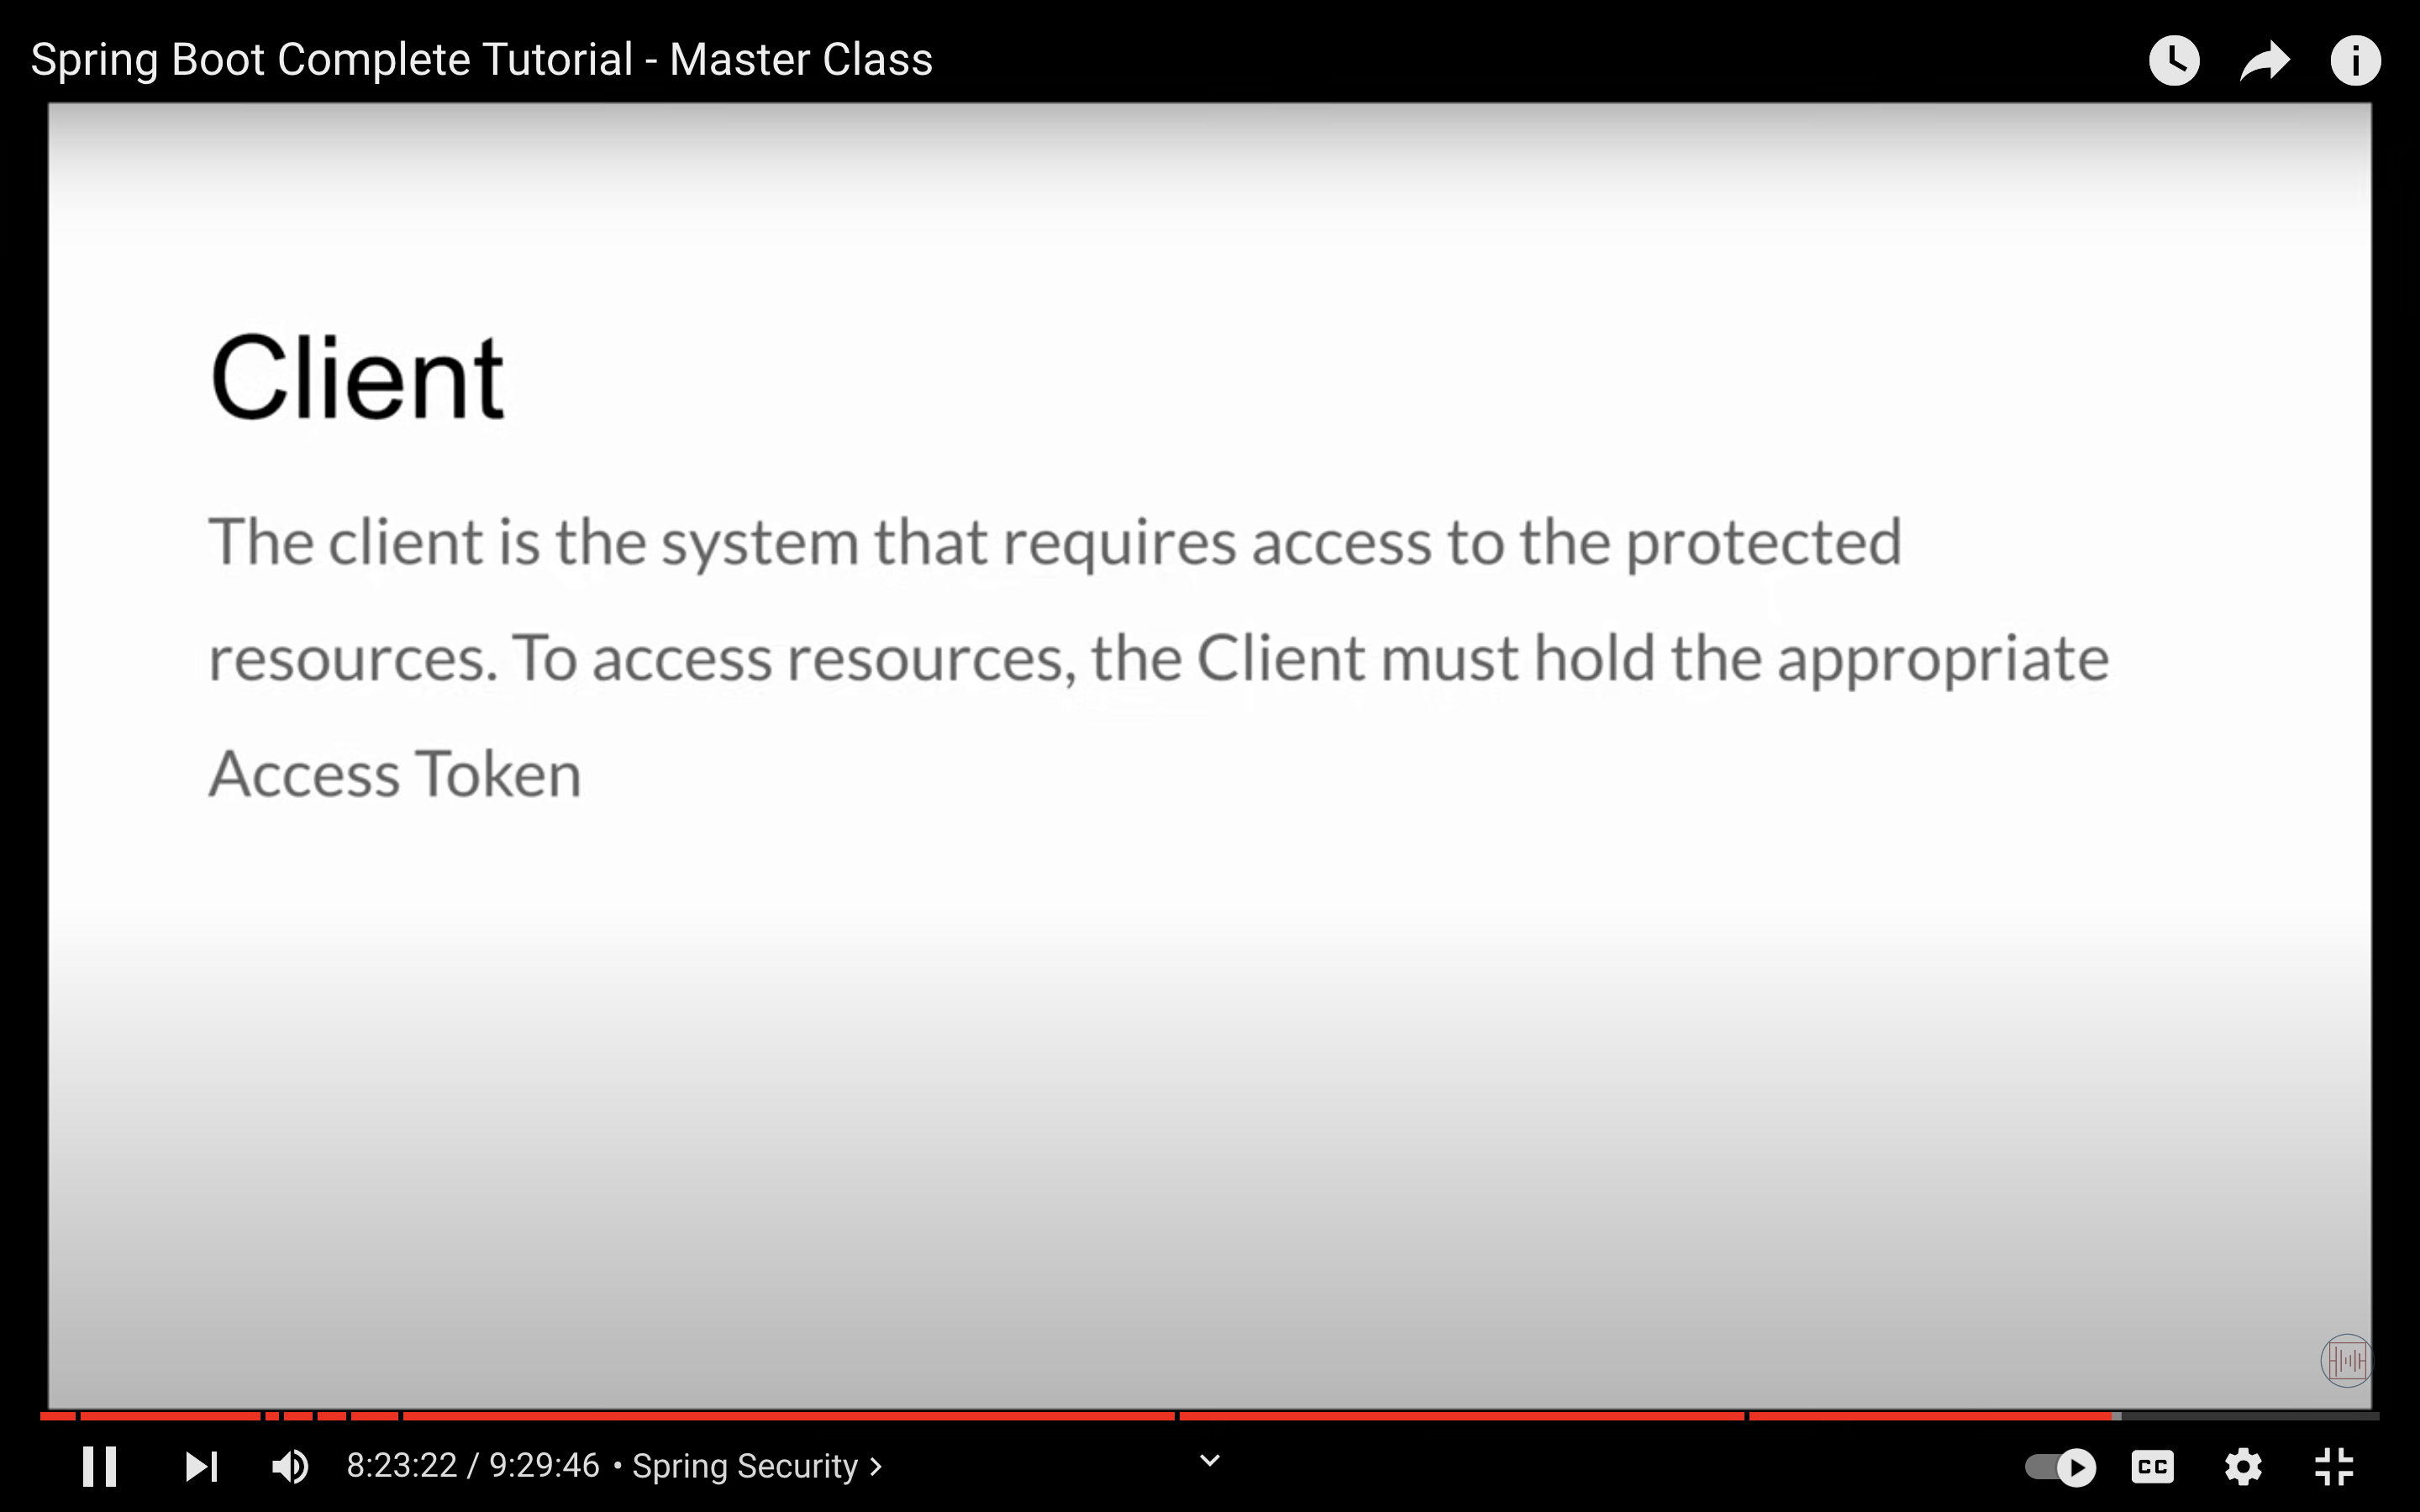 Spring Boot Complete Tutorial - Master Class
Client
The client is the system that requires access to the protected
resources. To access resources, the Client must hold the appropriate
Access Token
8:23:22 / 9:29:46 • Spring Security
CC